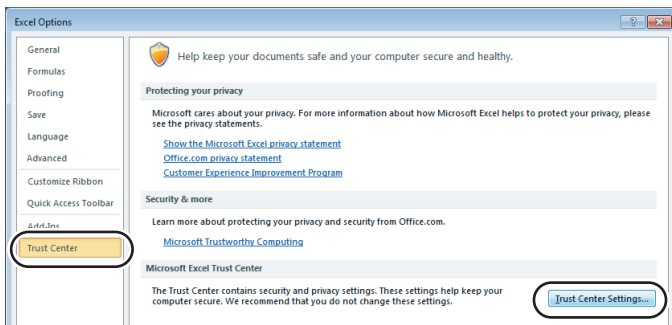 Excel Options
General
Formulas
Proofing
Save
Language
Advanced
Customize Ribbon
Quick Access Toolbar
Add-Ins
Trust Center
Help keep your documents safe and your computer secure and healthy.
Protecting your privacy
Microsoft cares about your privacy. For more information about how Microsoft Excel helps to protect your privacy, please
see the privacy statements.
Show the Microsoft Excel privacy statement
Office.com privacy statement
Customer Experience Improvement Program
Security & more
Learn more about protecting your privacy and security from Office.com.
Microsoft Trustworthy Computing
Microsoft Excel Trust Center
The Trust Center contains security and privacy settings. These settings help keep your
computer secure. We recommend that you do not change these settings.
Trust Center Settings...